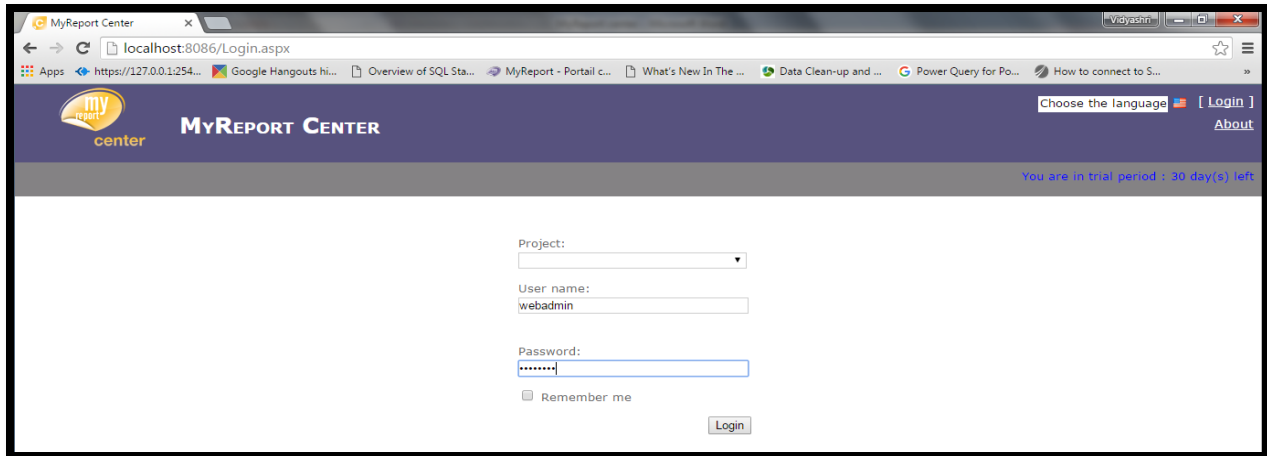 MyReport Center
Vidyashri
localhost:8086/Login.aspx
Apps https://127.0.0.1:254... Google Hangouts hi... Overview of SQL Sta... MyReport - Portail c... What's New In The ... Data Clean-up and ... Power Query for Po... How to connect to S... »
my
report
center
MYREPORT CENTER
Choose the language [ Login ]
About
You are in trial period : 30 day(s) left
Project:
User name:
webadmin
Password:
••••••••
Remember me
Login